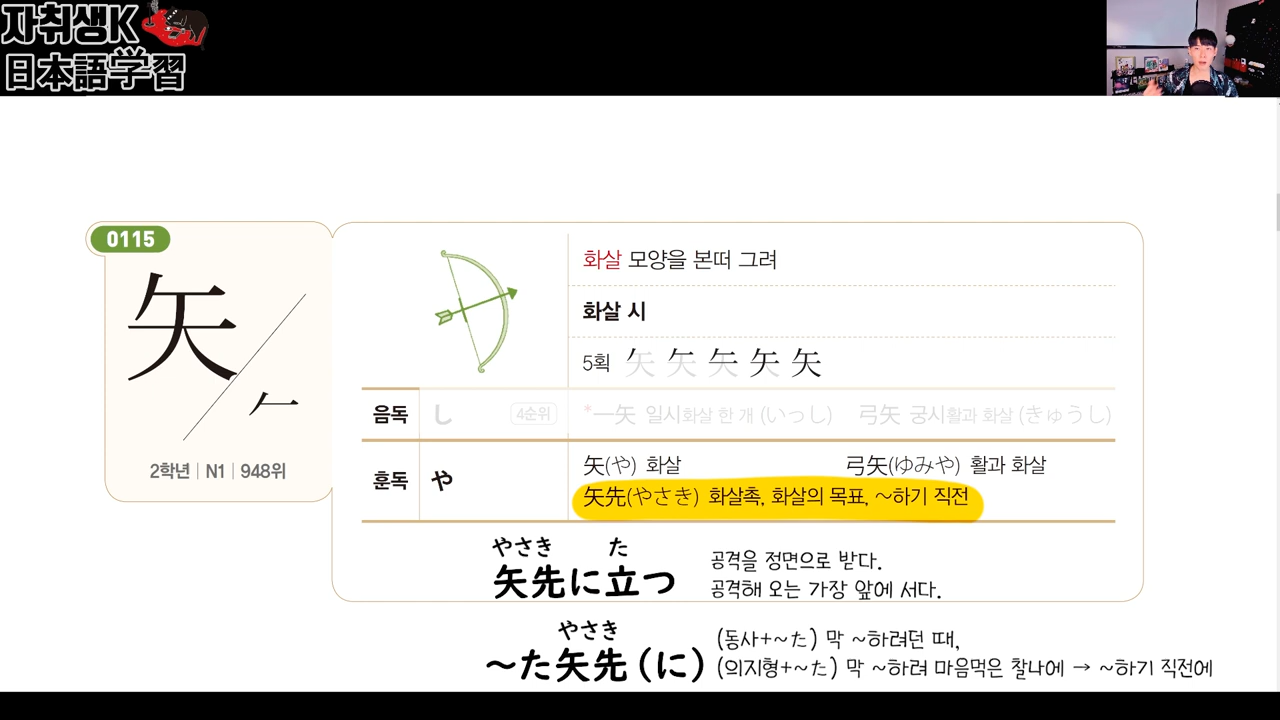 자취생K
日本語学習
0115
矢
𠂉
2학년 | N1 | 948위
화살 모양을 본떠 그려
화살 시
5획 矢 矢 矢 矢 矢
음독 し 4순위 *一矢 일시화살 한 개 (いっし) 弓矢 궁시활과 화살 (きゅうし)
훈독 や 矢(や) 화살 弓矢(ゆみや) 활과 화살
矢先(やさき) 화살촉, 화살의 목표, ~하기 직전
やさき た
矢先に立つ
공격을 정면으로 받다.
공격해 오는 가장 앞에 서다.
やさき
~た矢先 (に)
(동사+~た) 막 ~하려던 때,
(의지형+~た) 막 ~하려 마음먹은 찰나에 → ~하기 직전에